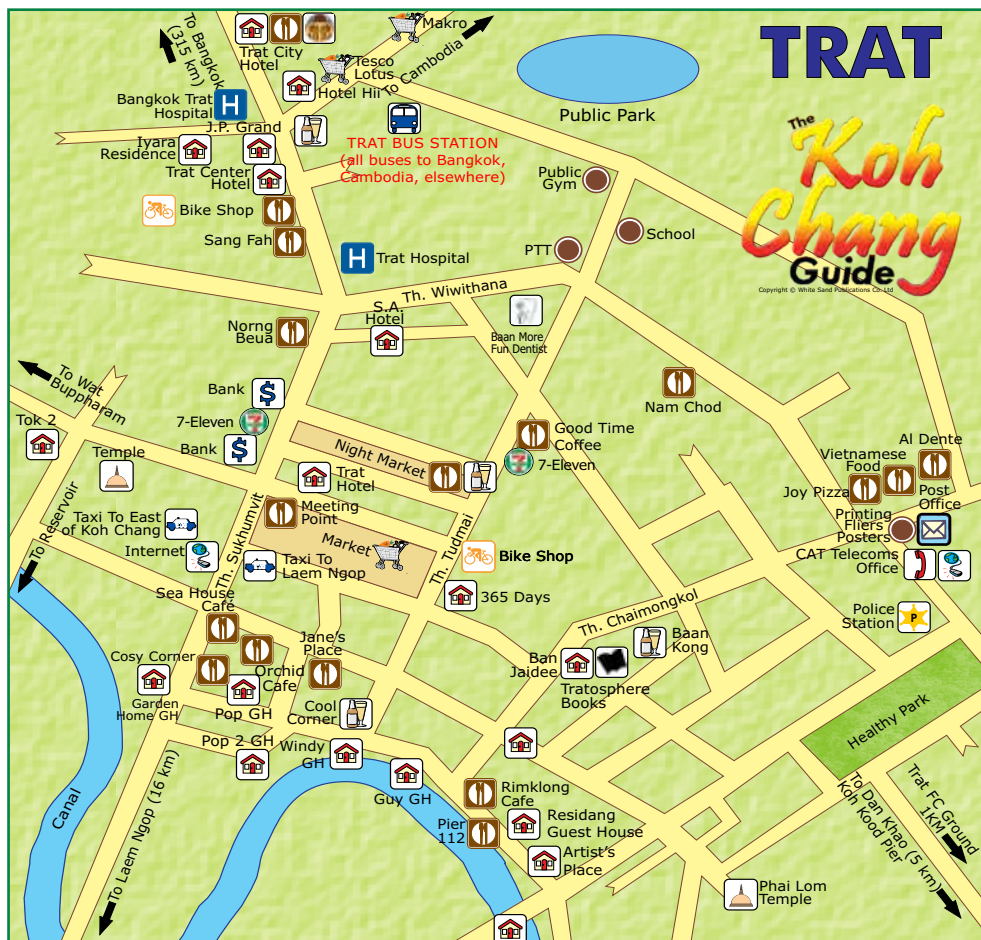 TRAT
The
Koh
Chang
Guide
Copyright © White Sand Publications Co. Ltd
To Bangkok
(315 km)
Trat City
Hotel
Makro
Tesco
Lotus
To
Cambodia
Hotel Hii
Public Park
Bangkok Trat
Hospital
H
J.P. Grand
Iyara
Residence
TRAT BUS STATION
(all buses to Bangkok,
Cambodia, elsewhere)
Trat Center
Hotel
Public
Gym
Bike Shop
Sang Fah
School
PTT
H
Trat Hospital
Th. Wiwithana
S.A.
Hotel
Baan More
Fun Dentist
Norng
Beua
To Wat
Buppharam
Bank
$
7-Eleven
7
Bank
$
Nam Chod
Tok 2
Temple
Night Market
Good Time
Coffee
7
7-Eleven
Trat
Hotel
Al Dente
Vietnamese
Food
Joy Pizza
Post
Office
Printing
Fliers
Posters
CAT Telecoms
Office
Police
Station
P
To Reservoir
Taxi To East
of Koh Chang
Internet
Th. Sukhumvit
Meeting
Point
Market
Taxi To
Laem Ngop
Th. Tudmai
Bike Shop
365 Days
Th. Chaimongkol
Sea House
Café
Jane's
Place
Baan
Kong
Ban
Jaidee
Tratosphere
Books
Cosy Corner
Orchid
Cafe
Garden
Home GH
Pop GH
Cool
Corner
Healthy Park
Pop 2 GH
Windy
GH
Guy GH
Rimklong
Cafe
Pier
112
Residang
Guest House
Artist's
Place
Canal
To Laem Ngop (16 km)
To Dan Khao (5 km)
Koh Kood Pier
Trat FC Ground
1KM
Phai Lom
Temple